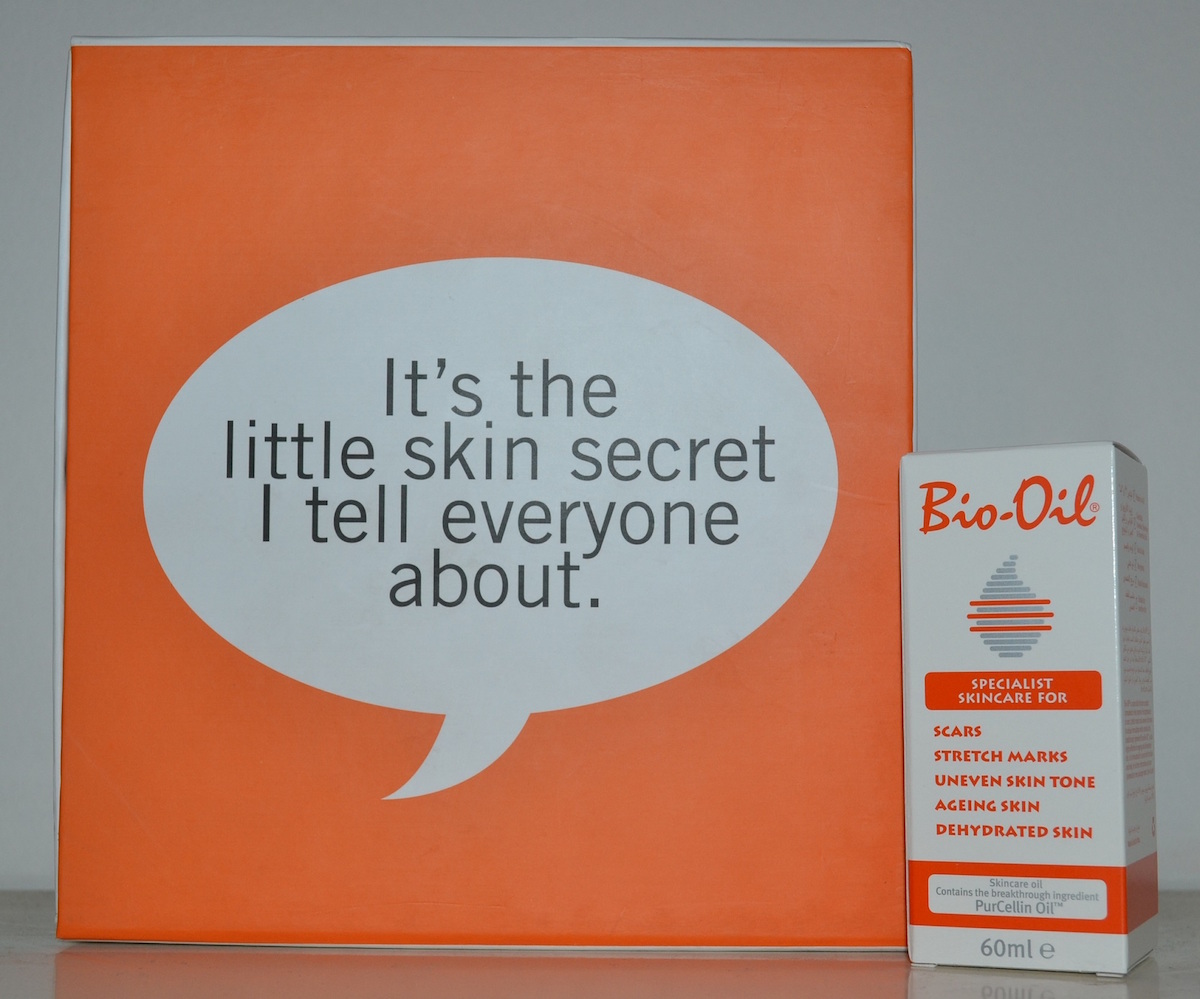 It's the
little skin secret
I tell everyone
about.
Bio-Oil®
SPECIALIST
SKINCARE FOR
SCARS
STRETCH MARKS
UNEVEN SKIN TONE
AGEING SKIN
DEHYDRATED SKIN
Skincare oil
Contains the breakthrough ingredient
PurCellin Oil™
60ml ℮